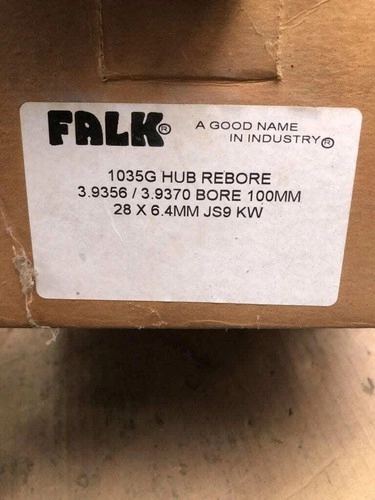 FALK®
A GOOD NAME
IN INDUSTRY®
1035G HUB REBORE
3.9356 / 3.9370 BORE 100MM
28 X 6.4MM JS9 KW